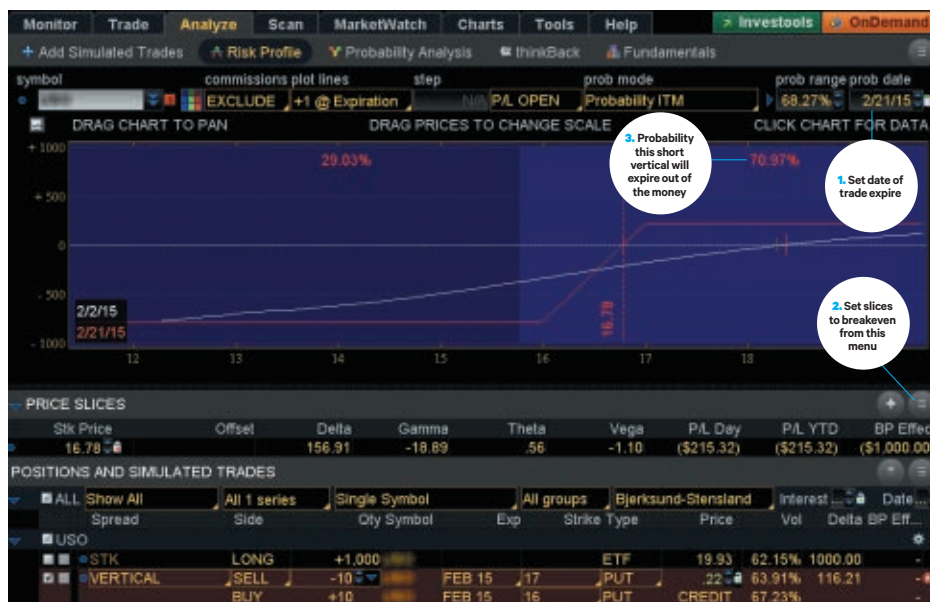 Monitor Trade Analyze Scan MarketWatch Charts Tools Help Investools OnDemand
+ Add Simulated Trades Risk Profile Probability Analysis thinkBack Fundamentals
symbol commissions plot lines step prob mode prob range prob date
EXCLUDE +1 @ Expiration N/A P/L OPEN Probability ITM 68.27% 2/21/15
DRAG CHART TO PAN DRAG PRICES TO CHANGE SCALE CLICK CHART FOR DATA
+ 1000
29.03%
3. Probability
this short
vertical will
expire out of
the money
70.97%
1. Set date of
trade expire
+ 500
0
- 500
2/2/15
2/21/15
16.78
2. Set slices
to breakeven
from this
menu
- 1000
12 13 14 15 16 17 18
PRICE SLICES
Stk Price Offset Delta Gamma Theta Vega P/L Day P/L YTD BP Effec
16.78 156.91 -18.89 .56 -1.10 ($215.32) ($215.32) ($1,000.00
POSITIONS AND SIMULATED TRADES
ALL Show All All 1 series Single Symbol All groups Bjerksund-Stensland Interest ... Date...
Spread Side Qty Symbol Exp Strike Type Price Vol Delta BP Eff...
USO
STK LONG +1,000 ETF 19.93 62.15% 1000.00 -
VERTICAL SELL -10 FEB 15 17 PUT .22 63.91% 116.21 -
BUY +10 FEB 15 16 PUT CREDIT 67.23%